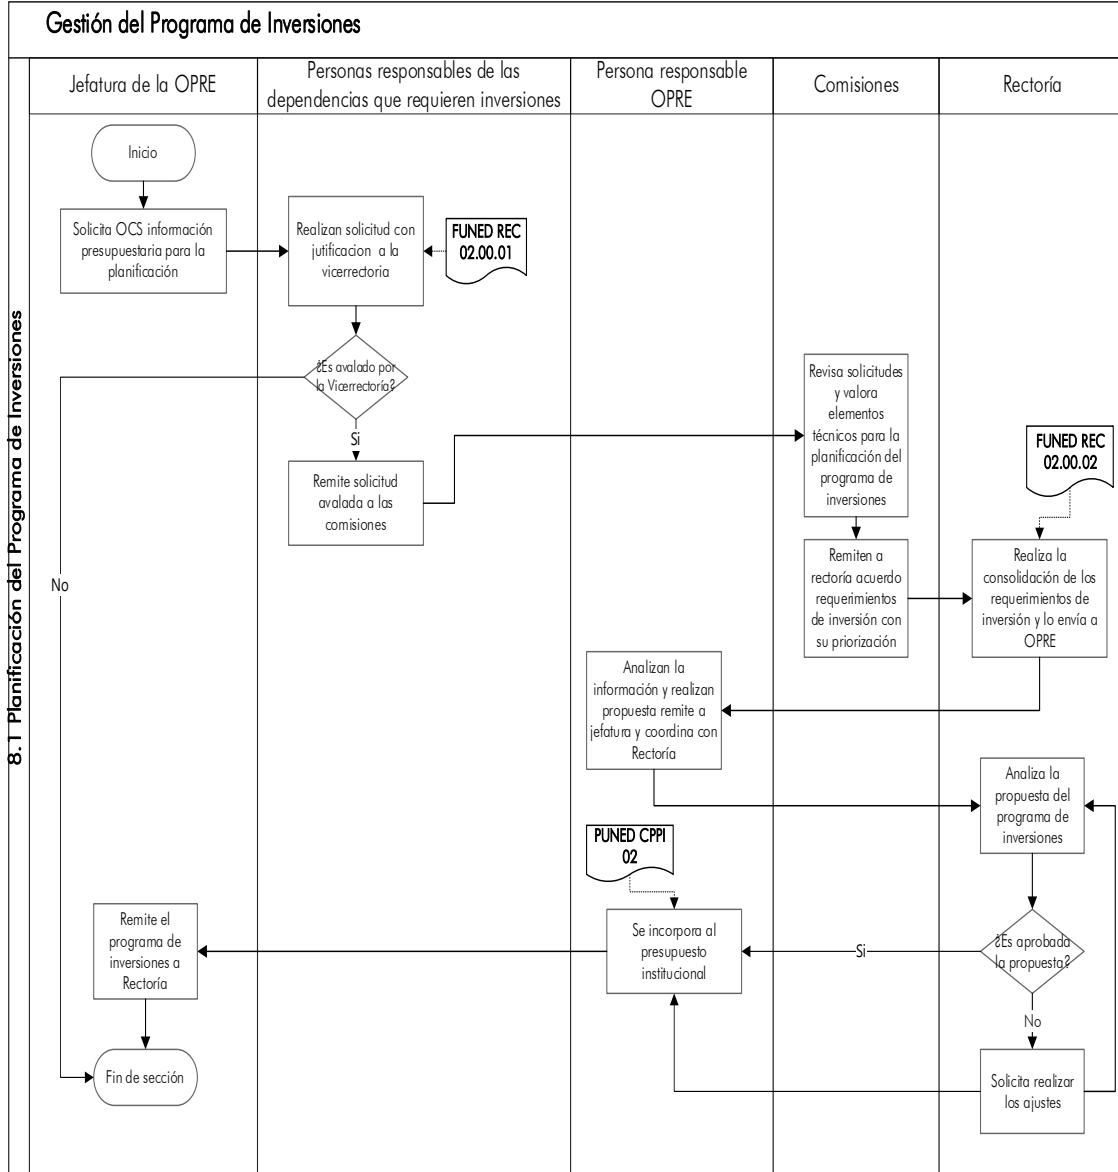 Gestión del Programa de Inversiones
8.1 Planificación del Programa de Inversiones
Jefatura de la OPRE
Personas responsables de las
dependencias que requieren inversiones
Persona responsable
OPRE
Comisiones
Rectoría
Inicio
Solicita OCS información
presupuestaria para la
planificación
Realizan solicitud con
jutificacion a la
vicerrectoria
FUNED REC
02.00.01
¿Es avalado por
la Vicerrectoría?
Si
No
Remite solicitud
avalada a las
comisiones
Revisa solicitudes
y valora
elementos
técnicos para la
planificación del
programa de
inversiones
FUNED REC
02.00.02
Remiten a
rectoría acuerdo
requerimientos
de inversión con
su priorización
Realiza la
consolidación de los
requerimientos de
inversión y lo envía a
OPRE
Analizan la
información y realizan
propuesta remite a
jefatura y coordina con
Rectoría
Analiza la
propuesta del
programa de
inversiones
PUNED CPPI
02
¿Es aprobada
la propuesta?
Si
No
Se incorpora al
presupuesto
institucional
Remite el
programa de
inversiones a
Rectoría
Solicita realizar
los ajustes
Fin de sección